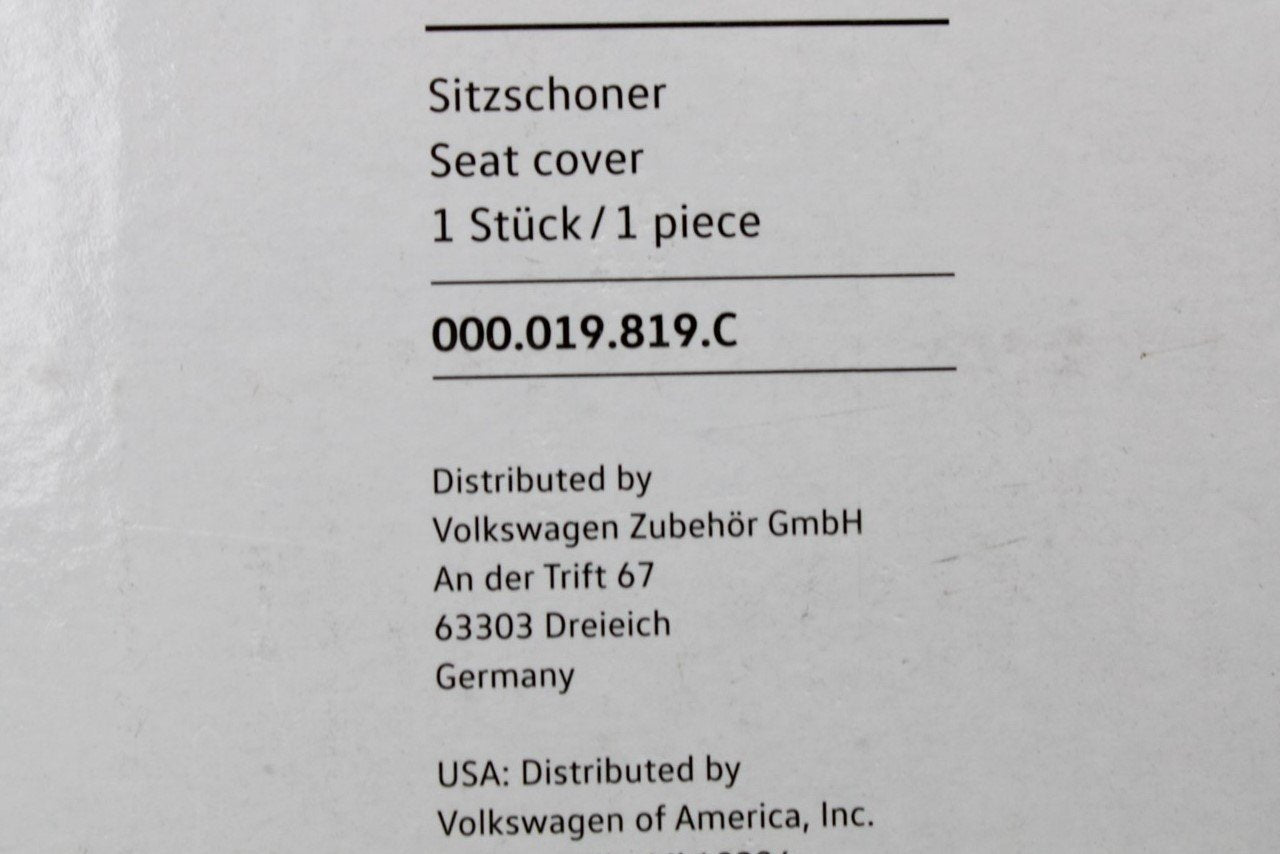 Sitzschoner
Seat cover
1 Stück / 1 piece
000.019.819.C
Distributed by
Volkswagen Zubehör GmbH
An der Trift 67
63303 Dreieich
Germany
USA: Distributed by
Volkswagen of America, Inc.